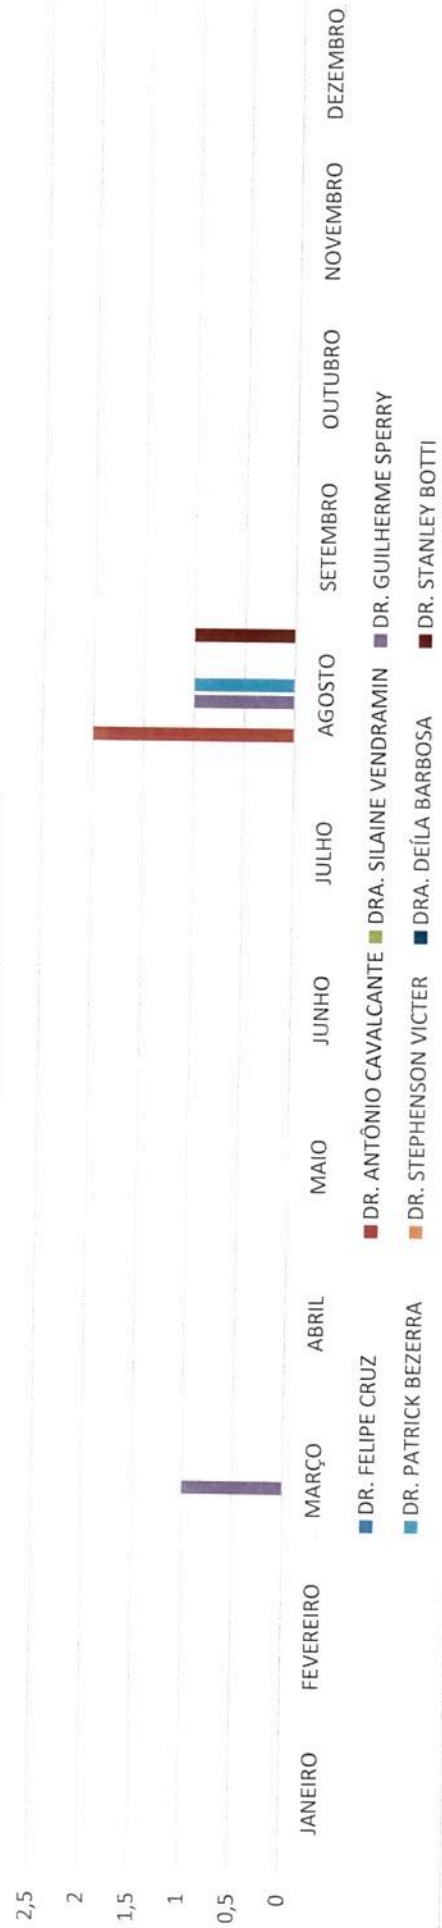 2,5
2
1,5
1
0,5
0
JANEIRO FEVEREIRO MARÇO ABRIL MAIO JUNHO JULHO AGOSTO SETEMBRO OUTUBRO NOVEMBRO DEZEMBRO
DR. FELIPE CRUZ DR. ANTÔNIO CAVALCANTE DRA. SILAINE VENDRAMIN DR. GUILHERME SPERRY
DR. PATRICK BEZERRA DR. STEPHENSON VICTER DRA. DEÍLA BARBOSA DR. STANLEY BOTTI